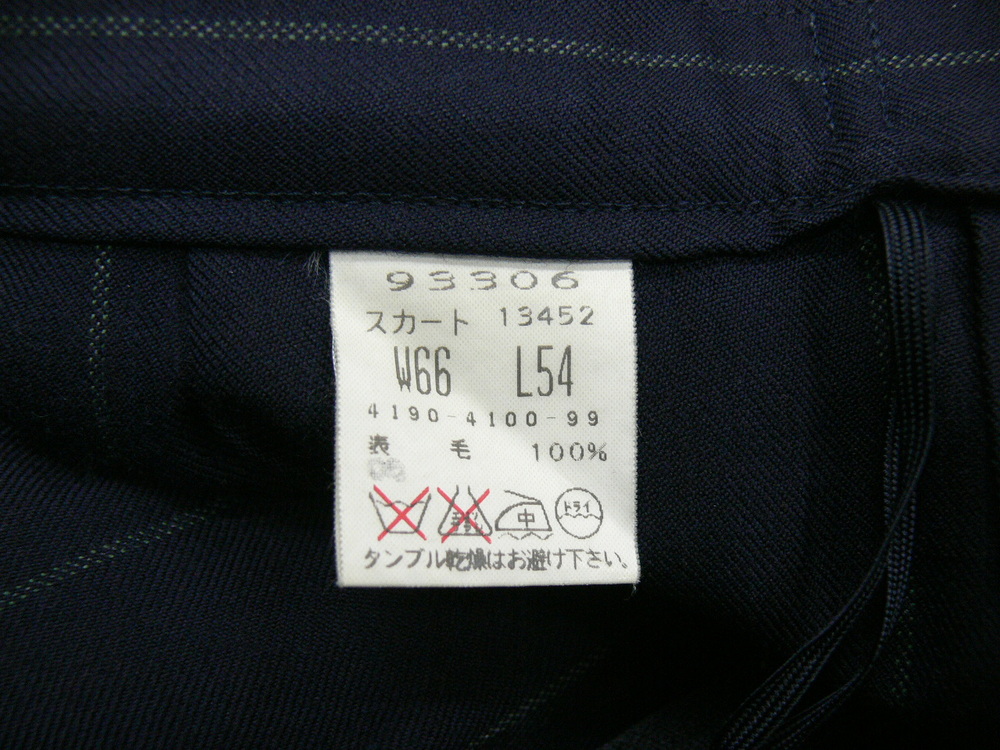 93306
スカート 13452
W66 L54
4190-4100-99
表 毛 100%
中 ドライ
タンブル乾燥はお避け下さい。